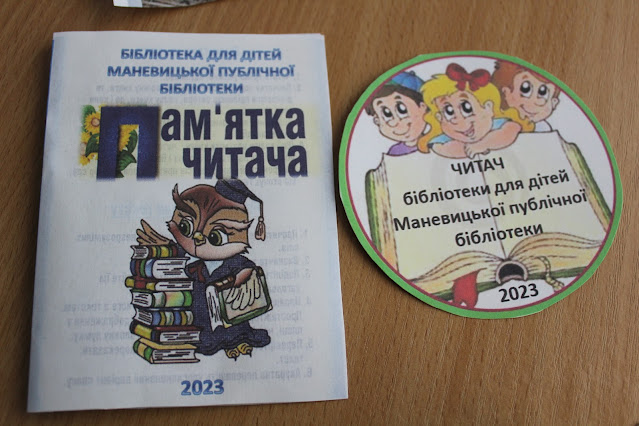 БІБЛІОТЕКА ДЛЯ ДІТЕЙ
МАНЕВИЦЬКОЇ ПУБЛІЧНОЇ
БІБЛІОТЕКИ
Пам'ятка
читача
2023
ЧИТАЧ
бібліотеки для дітей
Маневицької публічної
бібліотеки
2023